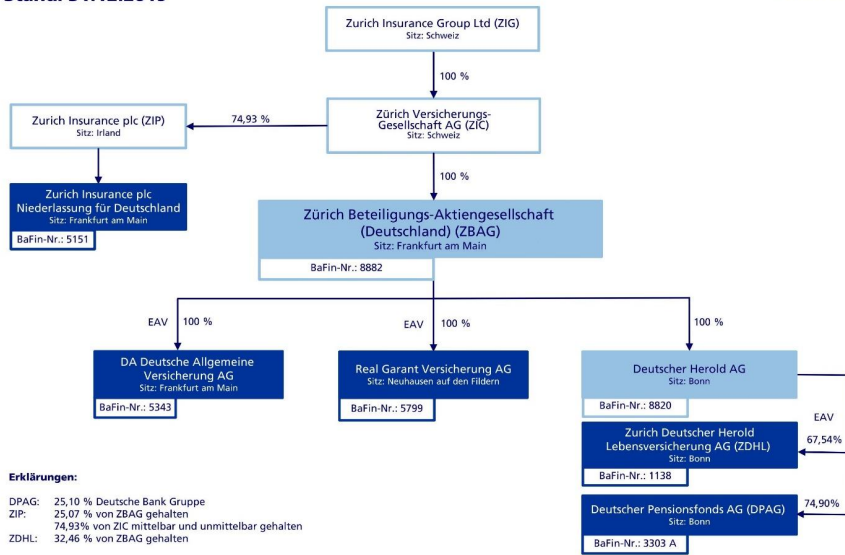 Zurich Insurance Group Ltd (ZIG)
Sitz: Schweiz
100 %
Zurich Insurance plc (ZIP)
Sitz: Irland
74,93 %
Zürich Versicherungs-
Gesellschaft AG (ZIC)
Sitz: Schweiz
100 %
Zurich Insurance plc
Niederlassung für Deutschland
Sitz: Frankfurt am Main
BaFin-Nr.: 5151
Zürich Beteiligungs-Aktiengesellschaft
(Deutschland) (ZBAG)
Sitz: Frankfurt am Main
BaFin-Nr.: 8882
EAV 100 %
EAV 100 %
100 %
DA Deutsche Allgemeine
Versicherung AG
Sitz: Frankfurt am Main
BaFin-Nr.: 5343
Real Garant Versicherung AG
Sitz: Neuhausen auf den Fildern
BaFin-Nr.: 5799
Deutscher Herold AG
Sitz: Bonn
BaFin-Nr.: 8820
EAV
67,54%
Zurich Deutscher Herold
Lebensversicherung AG (ZDHL)
Sitz: Bonn
BaFin-Nr.: 1138
74,90%
Deutscher Pensionsfonds AG (DPAG)
Sitz: Bonn
BaFin-Nr.: 3303 A
Erklärungen:
DPAG: 25,10 % Deutsche Bank Gruppe
ZIP: 25,07 % von ZBAG gehalten
74,93% von ZIC mittelbar und unmittelbar gehalten
ZDHL: 32,46 % von ZBAG gehalten